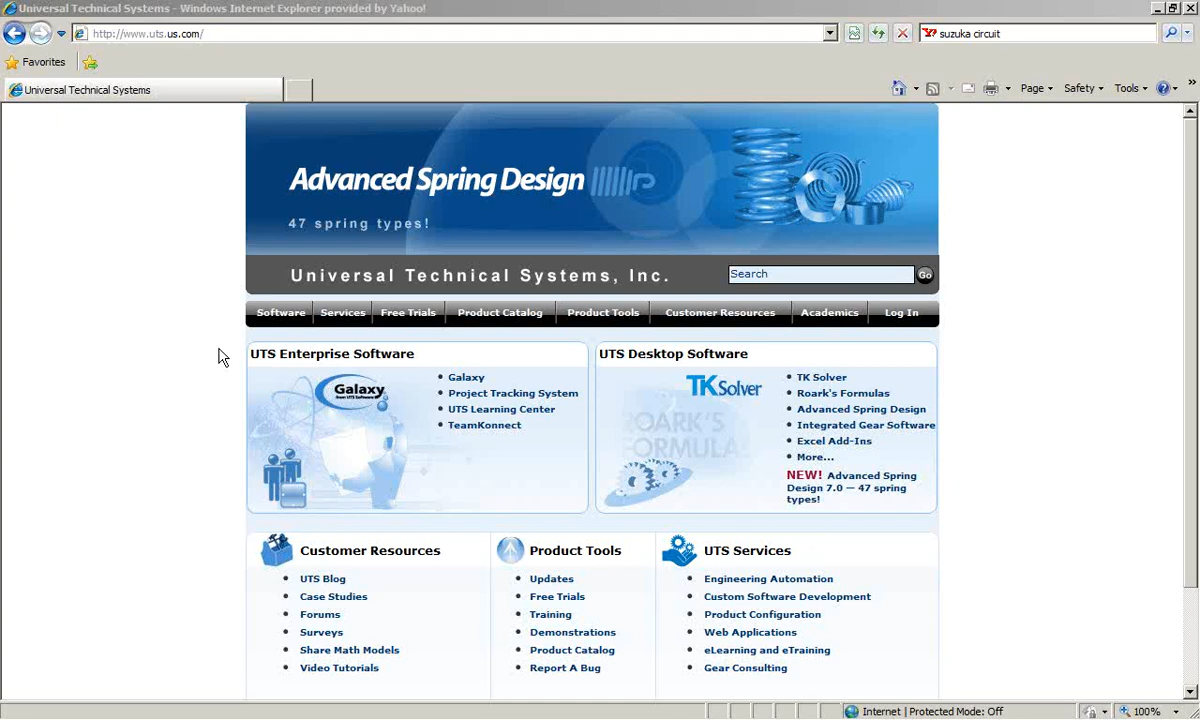 Universal Technical Systems - Windows Internet Explorer provided by Yahoo!
http://www.uts.us.com/
suzuka circuit
Favorites
Universal Technical Systems
Page
Safety
Tools
Advanced Spring Design
47 spring types!
Universal Technical Systems, Inc.
Search
Go
Software Services Free Trials Product Catalog Product Tools Customer Resources Academics Log In
UTS Enterprise Software
Galaxy
from UTS Software
Galaxy
Project Tracking System
UTS Learning Center
TeamKonnect
UTS Desktop Software
TK Solver
ROARK'S
FORMULAS
TK Solver
Roark's Formulas
Advanced Spring Design
Integrated Gear Software
Excel Add-Ins
More...
NEW! Advanced Spring
Design 7.0 — 47 spring
types!
Customer Resources
UTS Blog
Case Studies
Forums
Surveys
Share Math Models
Video Tutorials
Product Tools
Updates
Free Trials
Training
Demonstrations
Product Catalog
Report A Bug
UTS Services
Engineering Automation
Custom Software Development
Product Configuration
Web Applications
eLearning and eTraining
Gear Consulting
Internet | Protected Mode: Off
100%